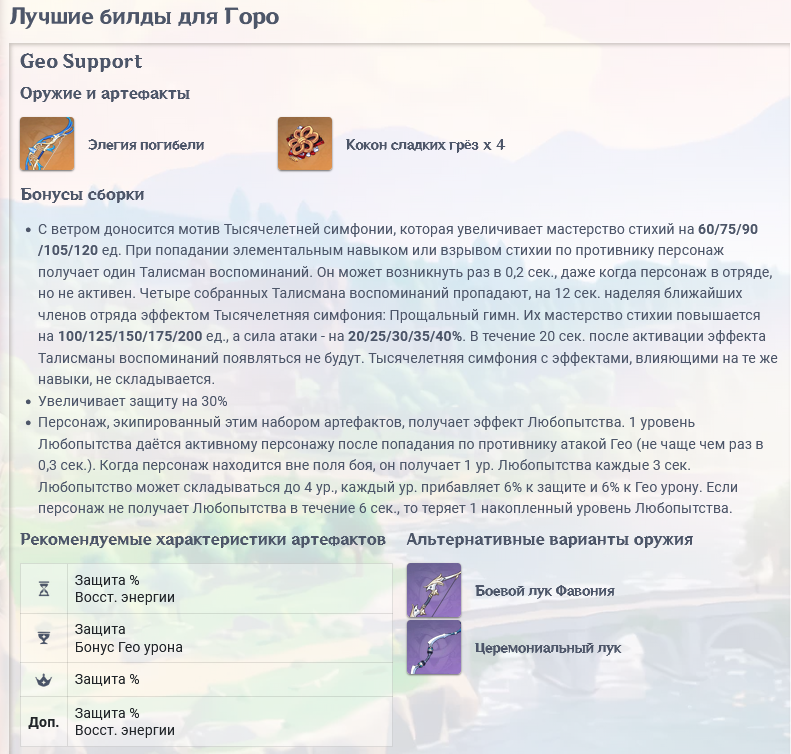 Лучшие билды для Горо
Geo Support
Оружие и артефакты
Элегия погибели
Кокон сладких грёз x 4
Бонусы сборки
• С ветром доносится мотив Тысячелетней симфонии, которая увеличивает мастерство стихий на 60/75/90
/105/120 ед. При попадании элементальным навыком или взрывом стихии по противнику персонаж
получает один Талисман воспоминаний. Он может возникнуть раз в 0,2 сек., даже когда персонаж в отряде,
но не активен. Четыре собранных Талисмана воспоминаний пропадают, на 12 сек. наделяя ближайших
членов отряда эффектом Тысячелетняя симфония: Прощальный гимн. Их мастерство стихии повышается
на 100/125/150/175/200 ед., а сила атаки - на 20/25/30/35/40%. В течение 20 сек. после активации эффекта
Талисманы воспоминаний появляться не будут. Тысячелетняя симфония с эффектами, влияющими на те же
навыки, не складывается.
• Увеличивает защиту на 30%
• Персонаж, экипированный этим набором артефактов, получает эффект Любопытства. 1 уровень
Любопытства даётся активному персонажу после попадания по противнику атакой Гео (не чаще чем раз в
0,3 сек.). Когда персонаж находится вне поля боя, он получает 1 ур. Любопытства каждые 3 сек.
Любопытство может складываться до 4 ур., каждый ур. прибавляет 6% к защите и 6% к Гео урону. Если
персонаж не получает Любопытства в течение 6 сек., то теряет 1 накопленный уровень Любопытства.
Рекомендуемые характеристики артефактов
Защита %
Восст. энергии
Защита
Бонус Гео урона
Защита %
Доп.
Защита %
Восст. энергии
Альтернативные варианты оружия
Боевой лук Фавония
Церемониальный лук